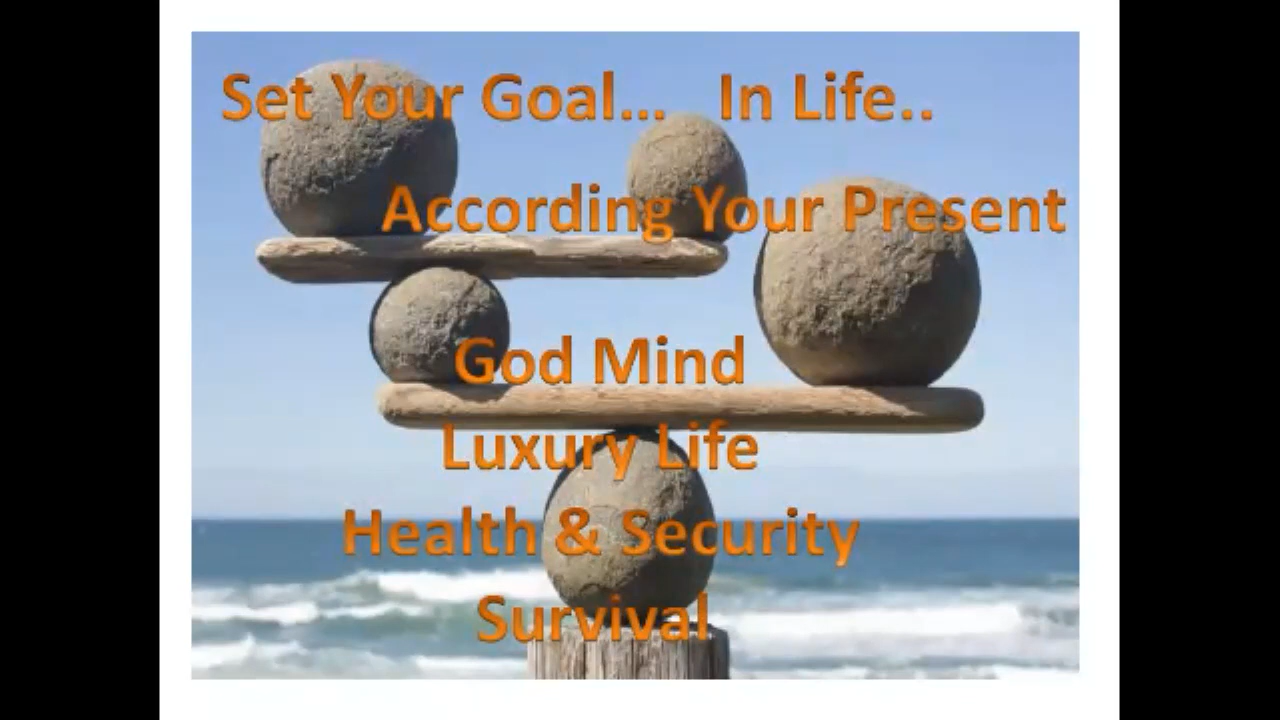 Set Your Goal... In Life..
According Your Present
God Mind
Luxury Life
Health & Security
Survival